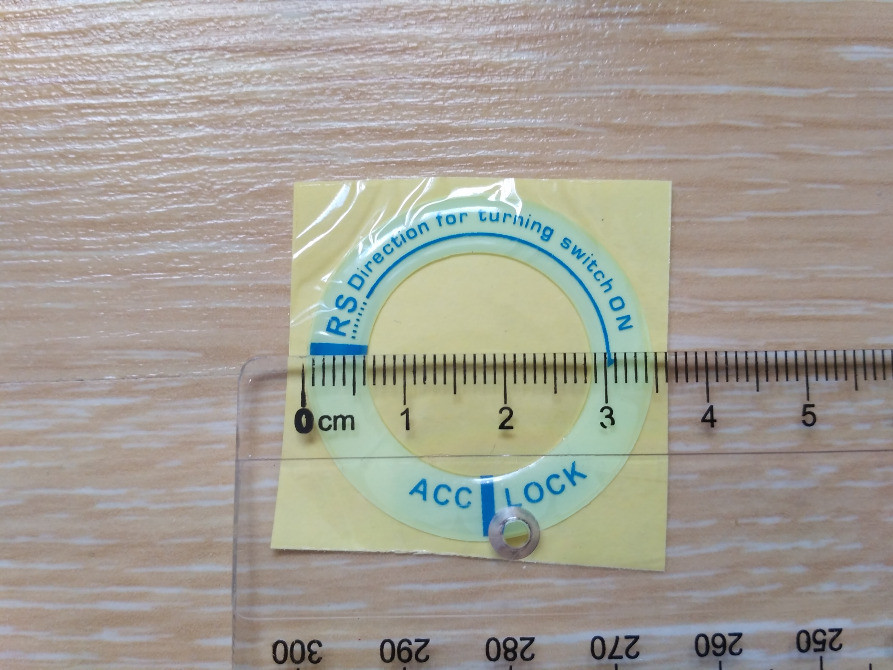 RS Direction for turning switch ON
0 cm 1 2 3 4 5
ACC LOCK
300 290 280 270 260 250